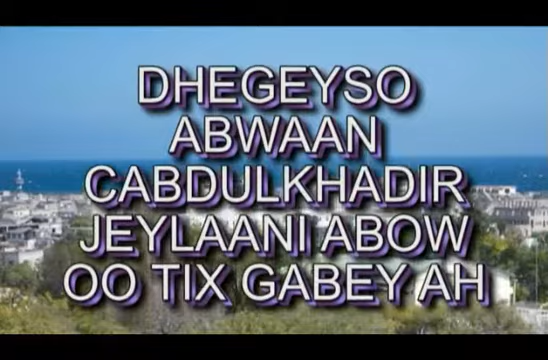 DHEGEYSO
ABWAAN
CABDULKHADIR
JEYLAANI ABOW
OO TIX GABEY AH